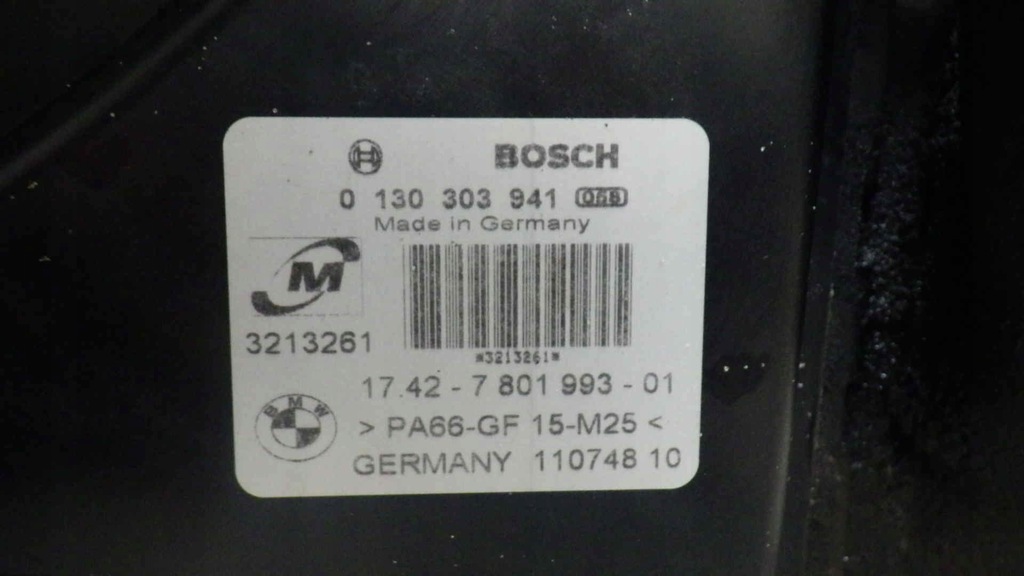 BOSCH
0 130 303 941
Made in Germany
M
3213261
*3213261*
17.42 - 7 801 993 - 01
BMW
> PA66-GF 15-M25 <
GERMANY 110748 10